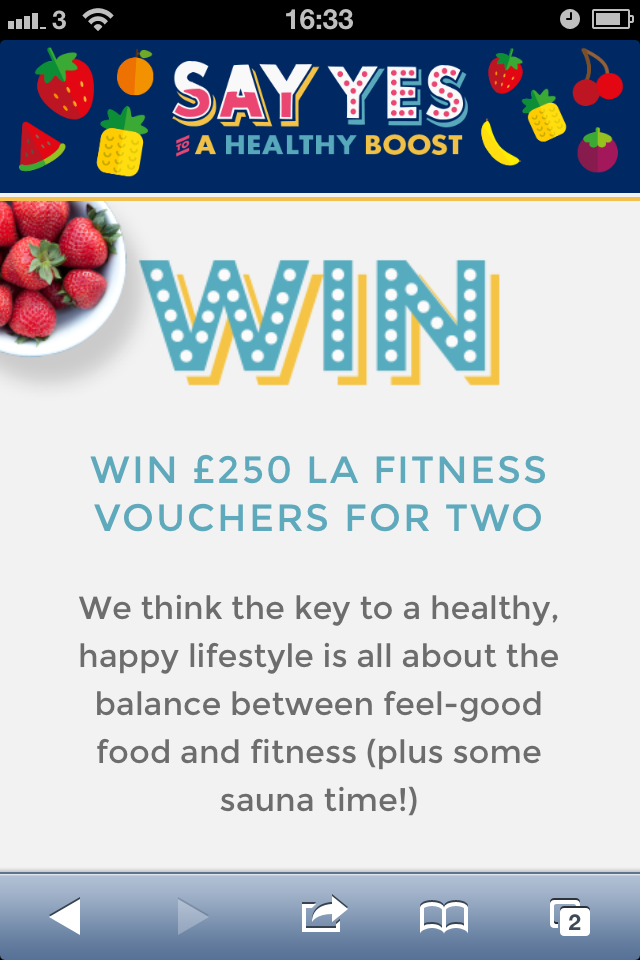 3 16:33
SAY YES
TO A HEALTHY BOOST
WIN
WIN £250 LA FITNESS
VOUCHERS FOR TWO
We think the key to a healthy,
happy lifestyle is all about the
balance between feel-good
food and fitness (plus some
sauna time!)
2